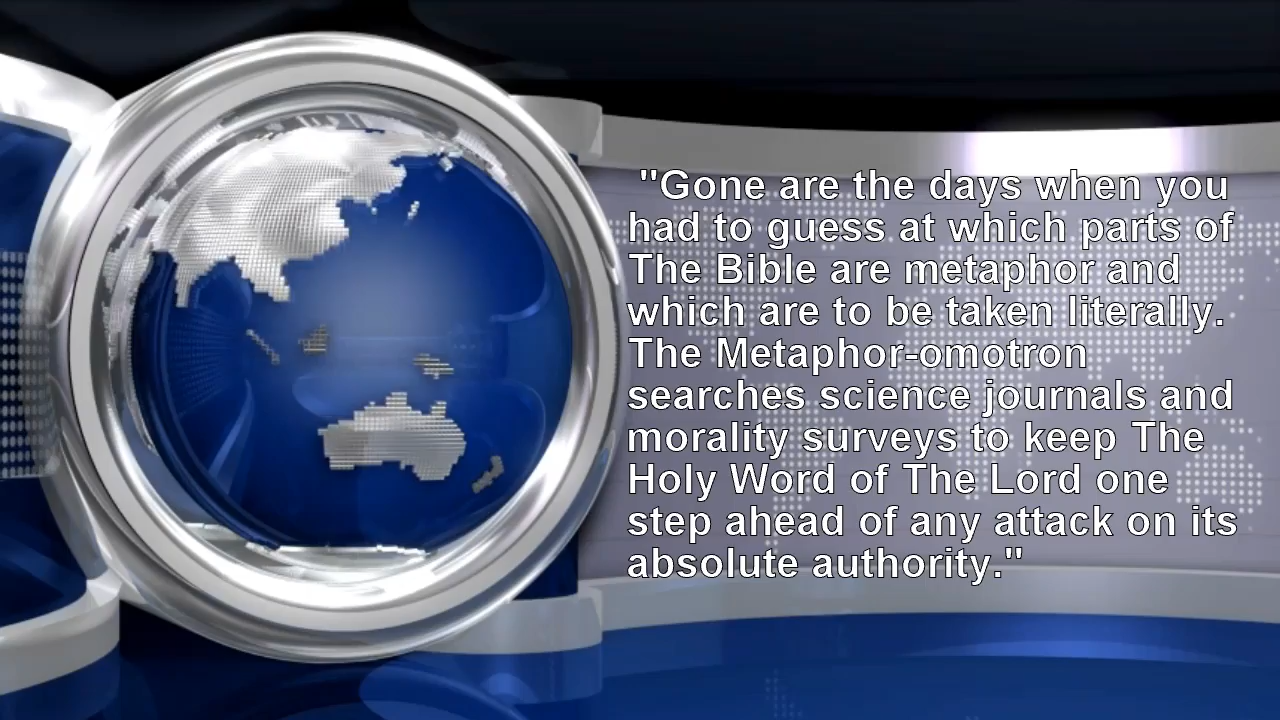 "Gone are the days when you
had to guess at which parts of
The Bible are metaphor and
which are to be taken literally.
The Metaphor-omotron
searches science journals and
morality surveys to keep The
Holy Word of The Lord one
step ahead of any attack on its
absolute authority."